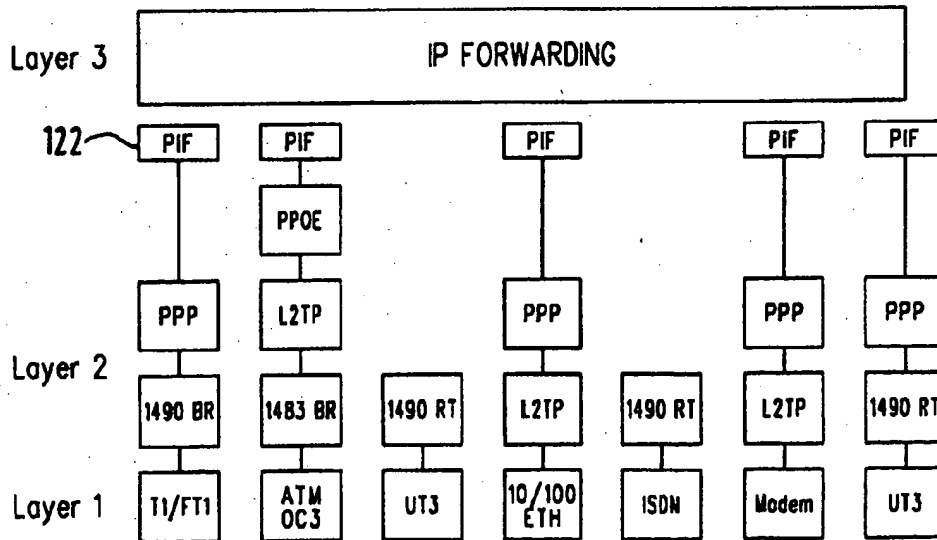 Layer 3
IP FORWARDING
122
PIF PIF PIF PIF PIF
PPOE
PPP L2TP PPP PPP PPP
Layer 2
1490 BR 1483 BR 1490 RT L2TP 1490 RT L2TP 1490 RT
Layer 1
T1/FT1 ATM OC3 UT3 10/100 ETH ISDN Modem UT3